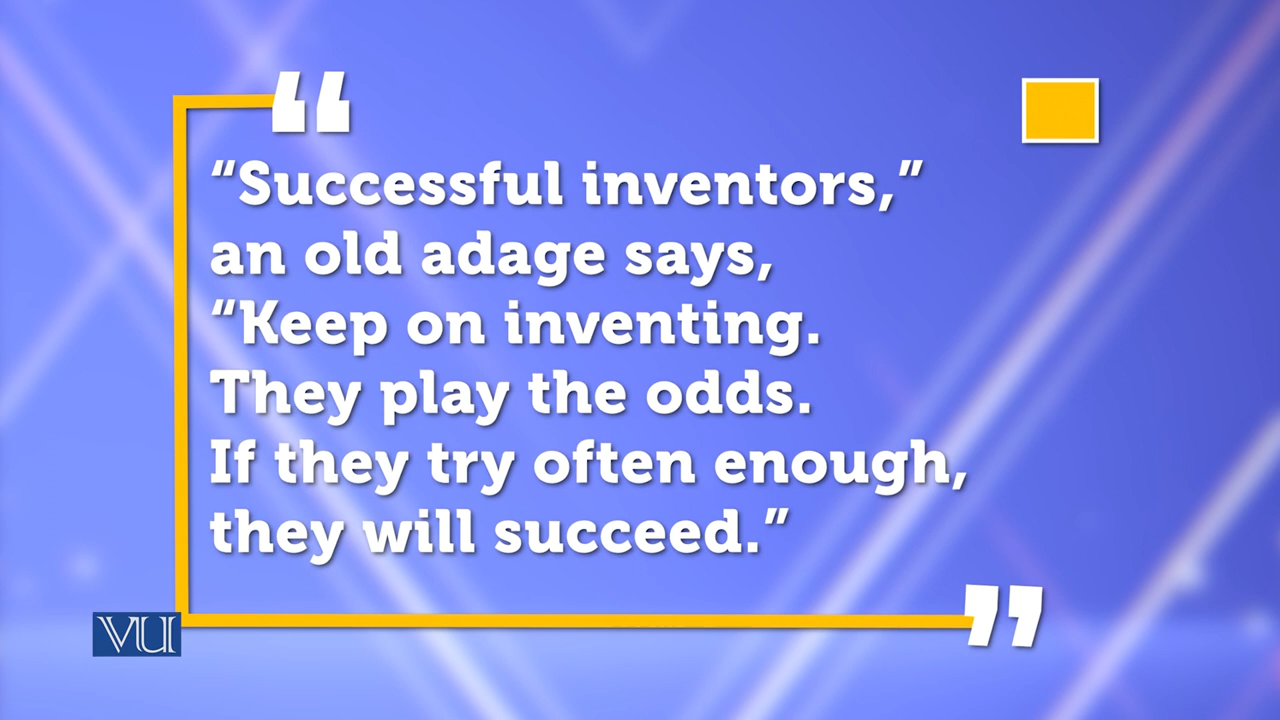 “Successful inventors,”
an old adage says,
“Keep on inventing.
They play the odds.
If they try often enough,
they will succeed.”
VU